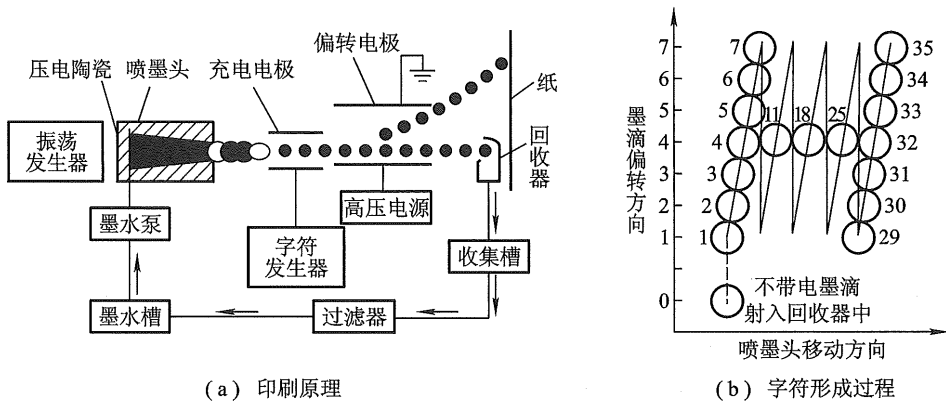 偏转电极
压电陶瓷
喷墨头
充电电极
纸
振荡
发生器
回收器
高压电源
墨水泵
字符
发生器
收集槽
墨水槽
过滤器
(a) 印刷原理
墨滴偏转方向
7
6
5
4
3
2
1
0
7
6
5
4
3
2
1
11
18
25
35
34
33
32
31
30
29
不带电墨滴
射入回收器中
喷墨头移动方向
(b) 字符形成过程